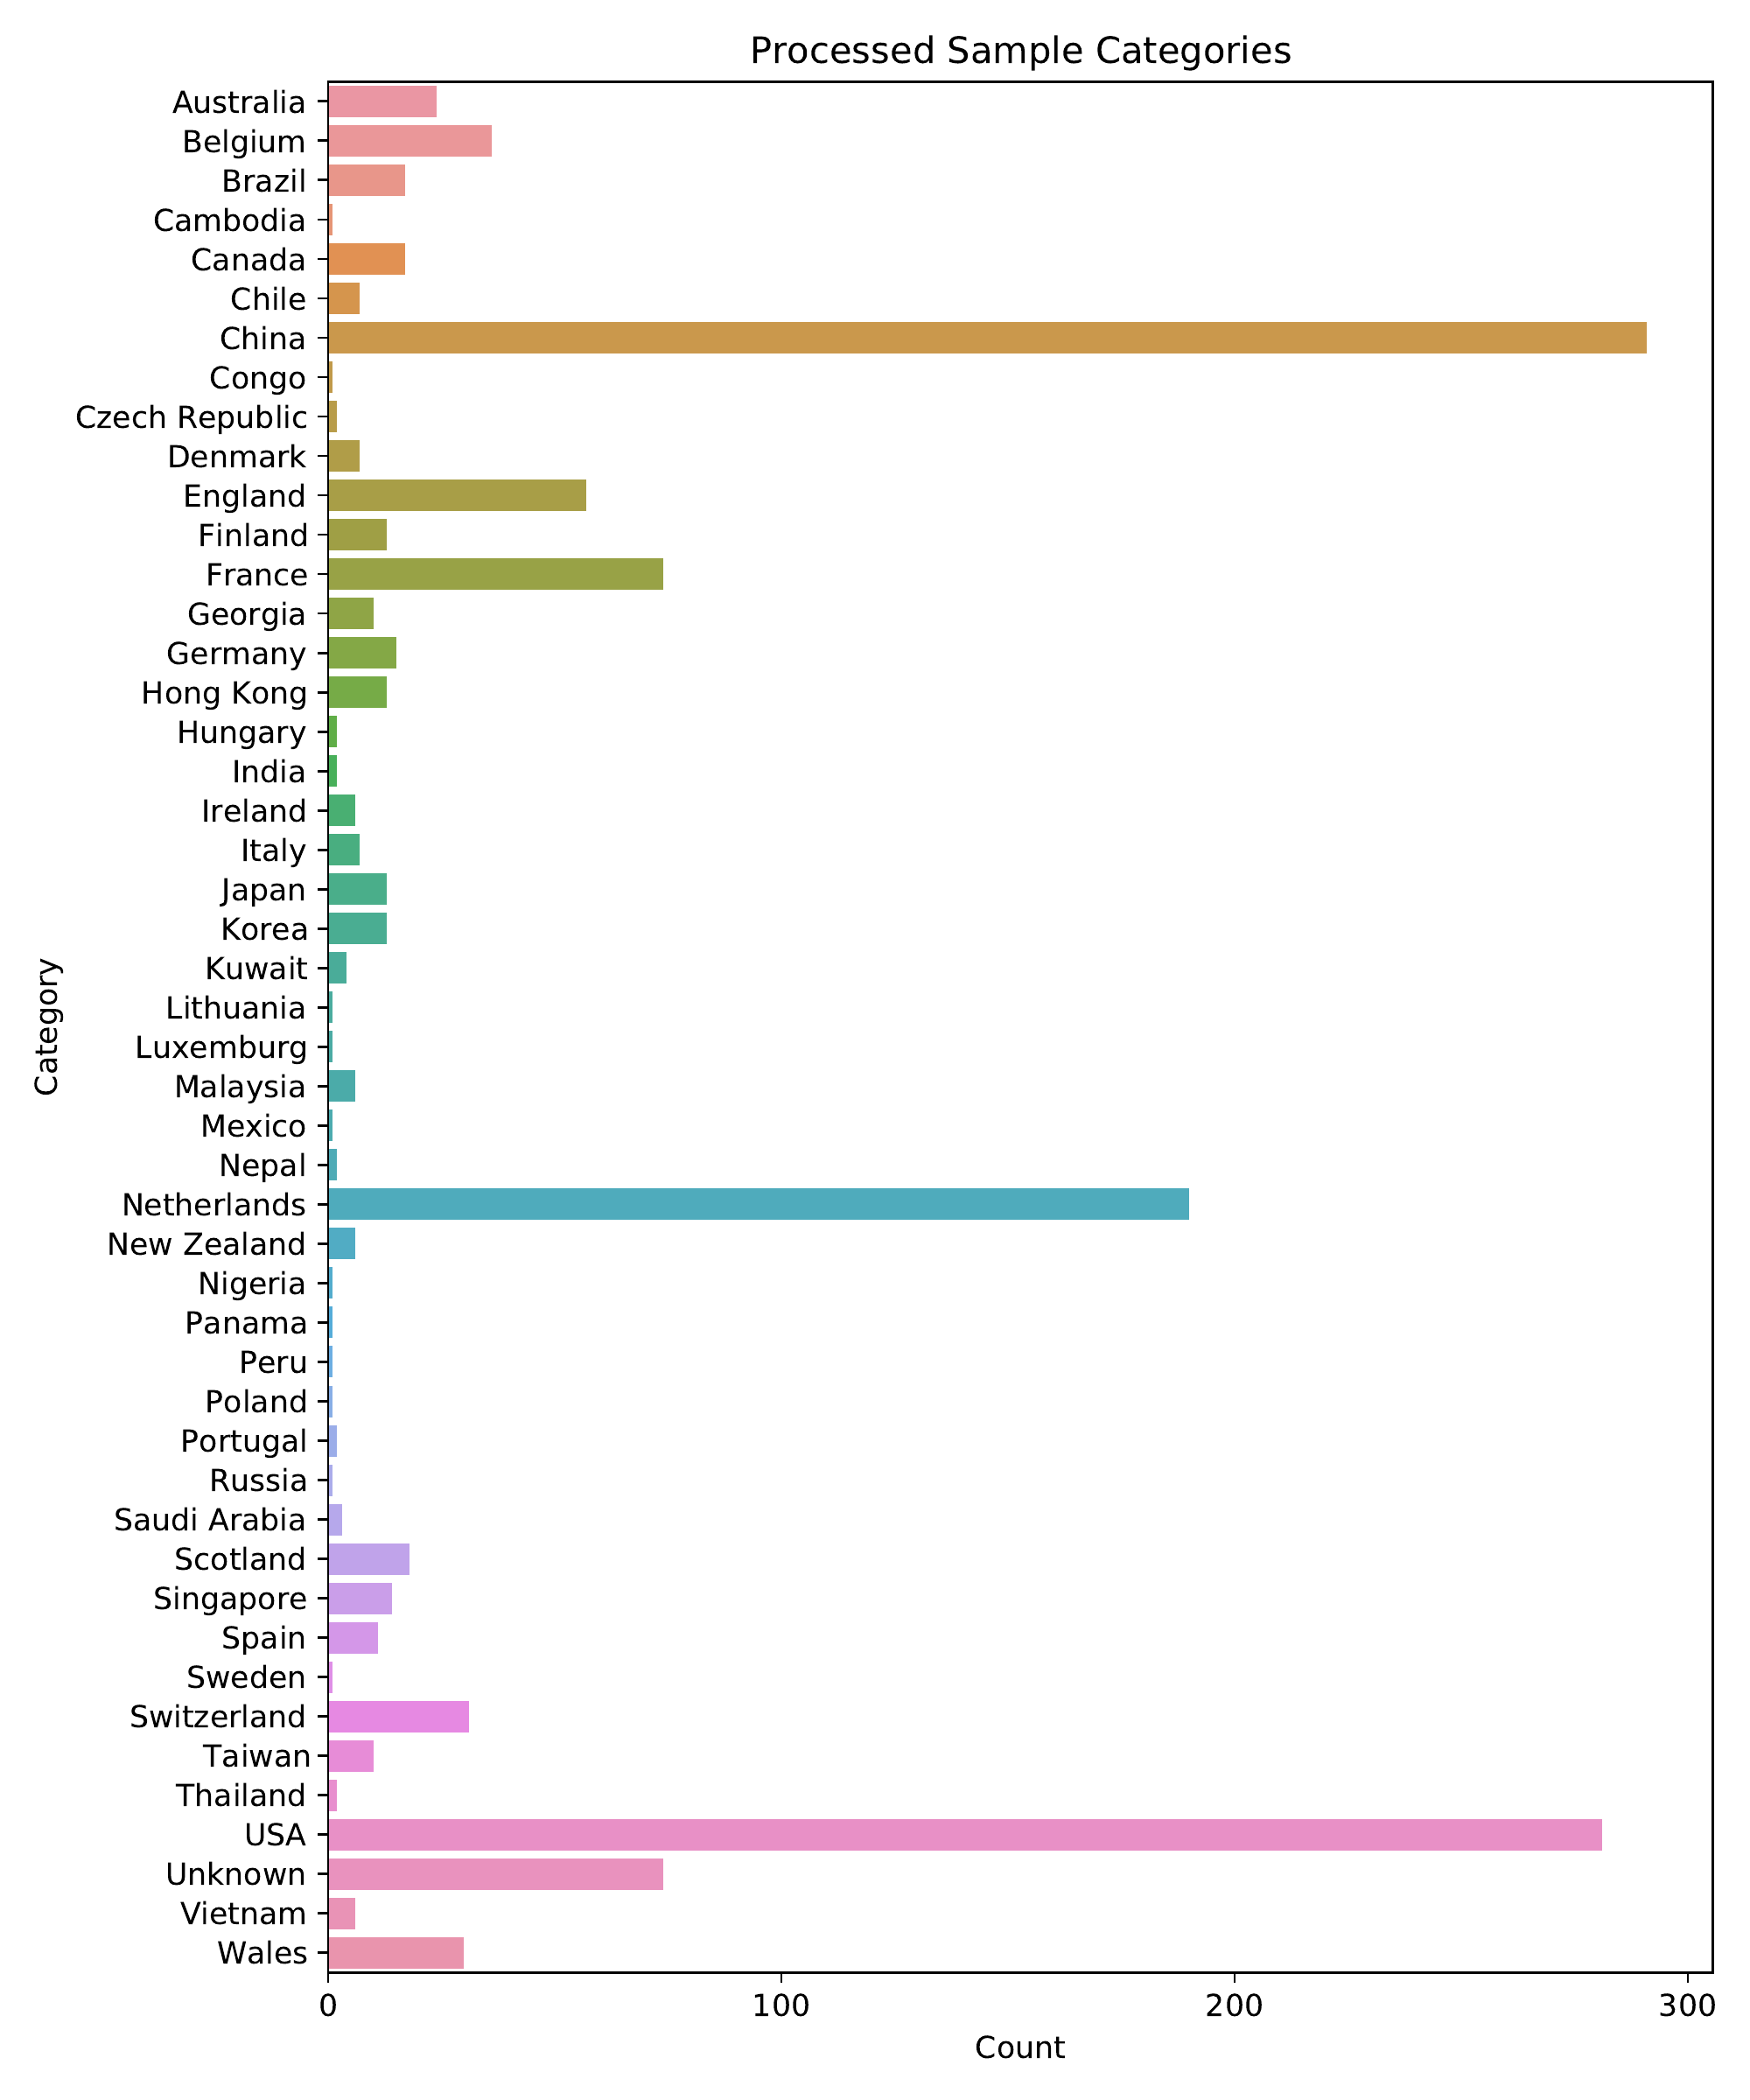 Processed Sample Categories
Australia
Belgium
Brazil
Cambodia
Canada
Chile
China
Congo
Czech Republic
Denmark
England
Finland
France
Georgia
Germany
Hong Kong
Hungary
India
Ireland
Italy
Japan
Korea
Kuwait
Lithuania
Luxemburg
Malaysia
Mexico
Nepal
Netherlands
New Zealand
Nigeria
Panama
Peru
Poland
Portugal
Russia
Saudi Arabia
Scotland
Singapore
Spain
Sweden
Switzerland
Taiwan
Thailand
USA
Unknown
Vietnam
Wales
Category
0 100 200 300
Count